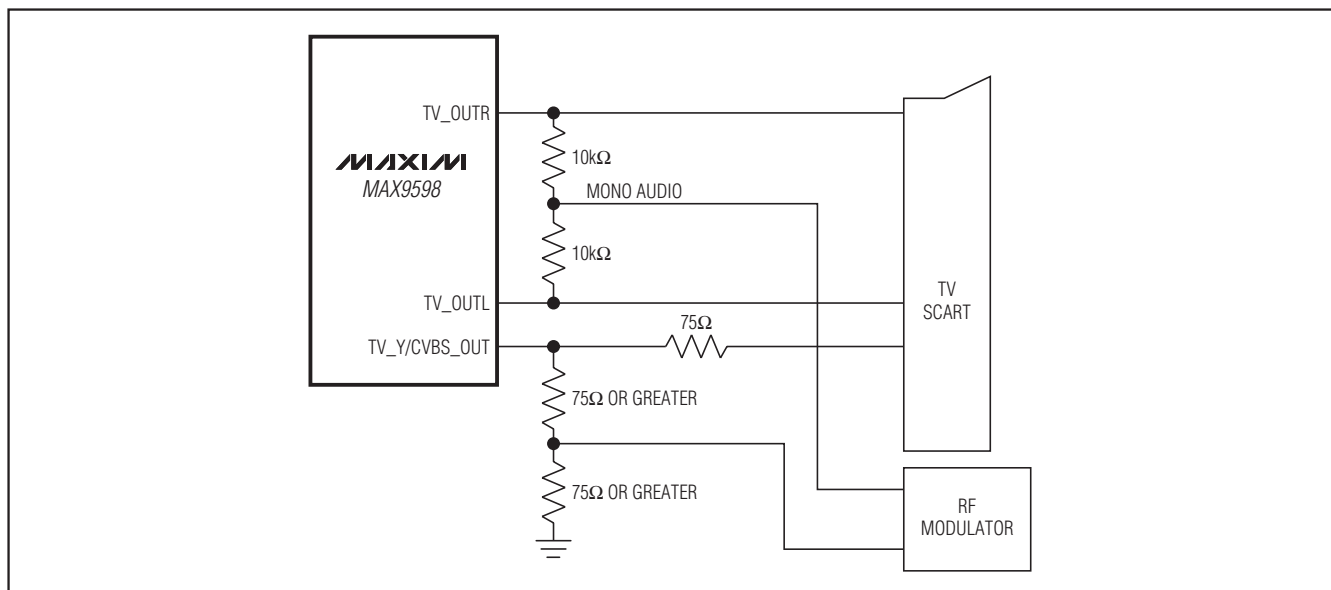 TV_OUTR
10kΩ
MAXIM
MAX9598
MONO AUDIO
10kΩ
TV_OUTL
TV
SCART
75Ω
TV_Y/CVBS_OUT
75Ω OR GREATER
75Ω OR GREATER
RF
MODULATOR